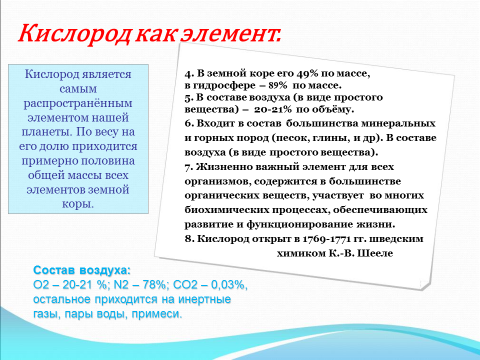 Кислород как элемент.
Кислород является
самым
распространённым
элементом нашей
планеты. По весу на
его долю приходится
примерно половина
общей массы всех
элементов земной
коры.
4. В земной коре его 49% по массе,
в гидросфере – 89% по массе.
5. В составе воздуха (в виде простого
вещества) – 20-21% по объёму.
6. Входит в состав большинства минеральных
и горных пород (песок, глины, и др). В составе
воздуха (в виде простого вещества).
7. Жизненно важный элемент для всех
организмов, содержится в большинстве
органических веществ, участвует во многих
биохимических процессах, обеспечивающих
развитие и функционирование жизни.
8. Кислород открыт в 1769-1771 гг. шведским
химиком К.-В. Шееле
Состав воздуха:
O2 – 20-21 %; N2 – 78%; CO2 – 0,03%,
остальное приходится на инертные
газы, пары воды, примеси.